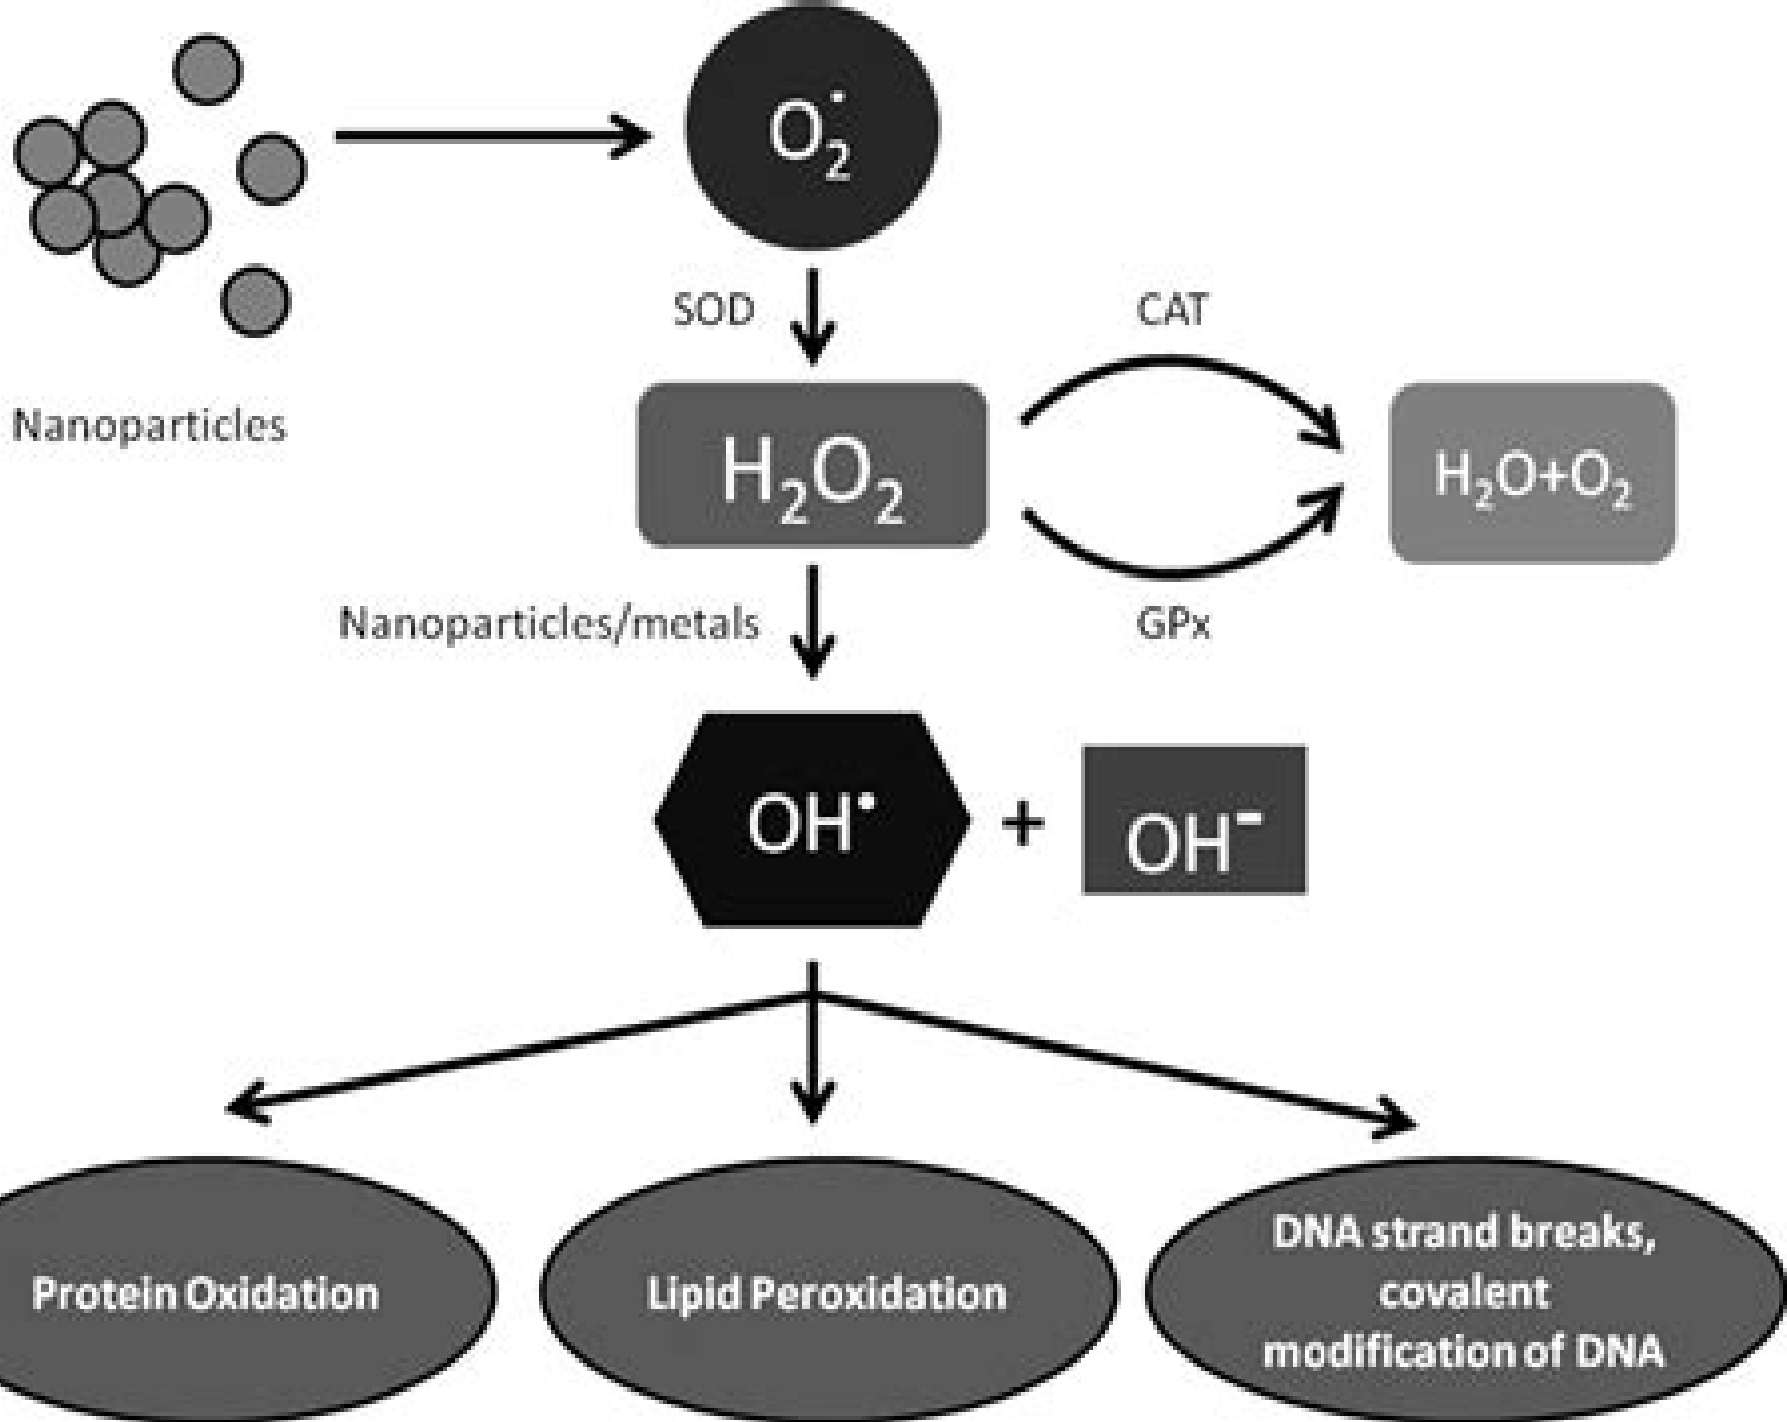 O₂˙
SOD
CAT
Nanoparticles
H₂O₂
H₂O+O₂
Nanoparticles/metals
GPx
OH•
+
OH⁻
Protein Oxidation
Lipid Peroxidation
DNA strand breaks,
covalent
modification of DNA